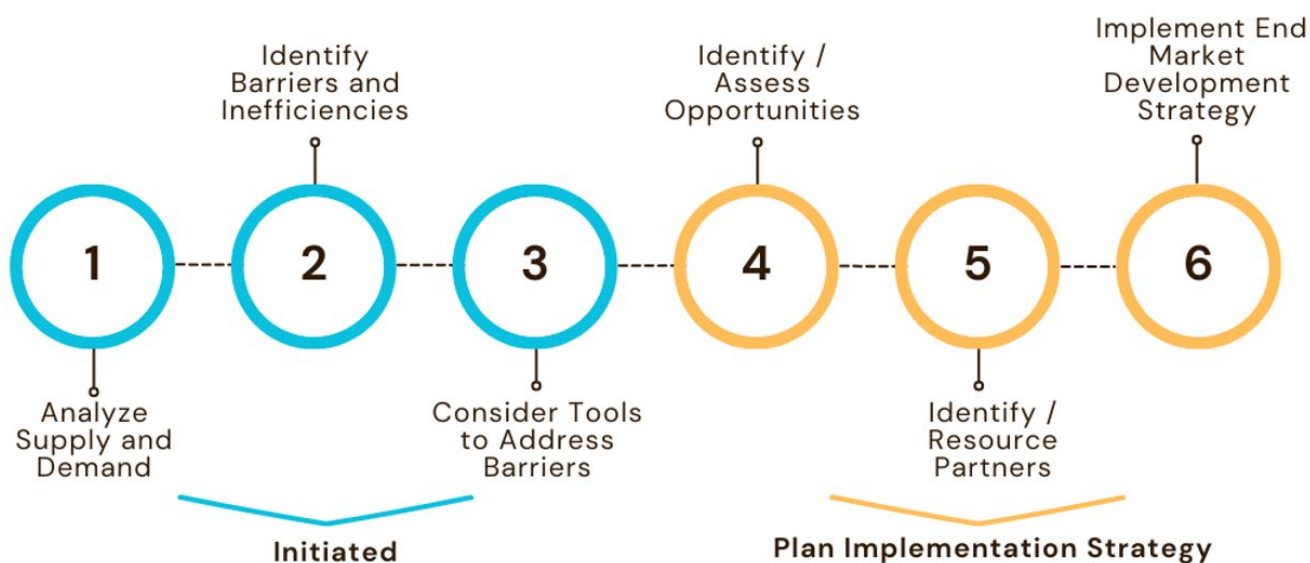 Identify
Barriers and
Inefficiencies
Identify /
Assess
Opportunities
Implement End
Market
Development
Strategy
1
2
3
4
5
6
Analyze
Supply and
Demand
Consider Tools
to Address
Barriers
Identify /
Resource
Partners
Initiated
Plan Implementation Strategy